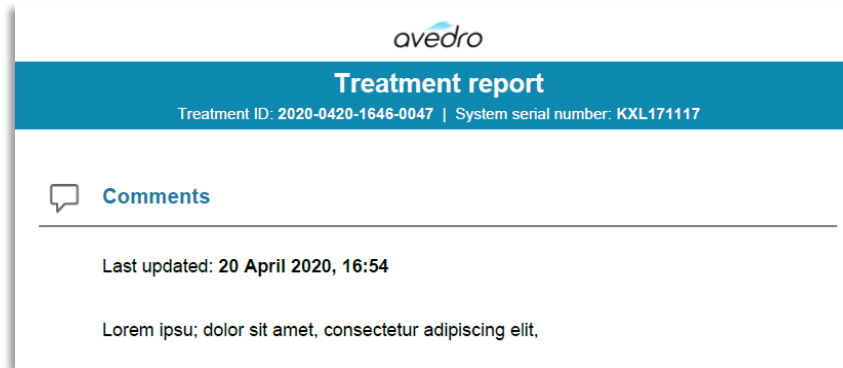 avedro
Treatment report
Treatment ID: 2020-0420-1646-0047 | System serial number: KXL171117
Comments
Last updated: 20 April 2020, 16:54
Lorem ipsu; dolor sit amet, consectetur adipiscing elit,